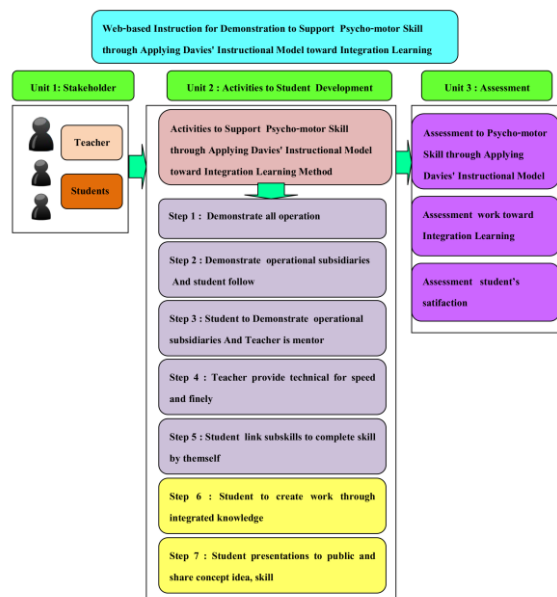 Web-based Instruction for Demonstration to Support Psycho-motor Skill
through Applying Davies' Instructional Model toward Integration Learning
Unit 1: Stakeholder
Unit 2 : Activities to Student Development
Unit 3 : Assessment
Teacher
Students
Activities to Support Psycho-motor Skill
through Applying Davies' Instructional Model
toward Integration Learning Method
Step 1 : Demonstrate all operation
Step 2 : Demonstrate operational subsidiaries
And student follow
Step 3 : Student to Demonstrate operational
subsidiaries And Teacher is mentor
Step 4 : Teacher provide technical for speed
and finely
Step 5 : Student link subskills to complete skill
by themself
Step 6 : Student to create work through
integrated knowledge
Step 7 : Student presentations to public and
share concept idea, skill
Assessment to Psycho-motor
Skill through Applying
Davies' Instructional Model
Assessment work toward
Integration Learning
Assessment student's
satifaction